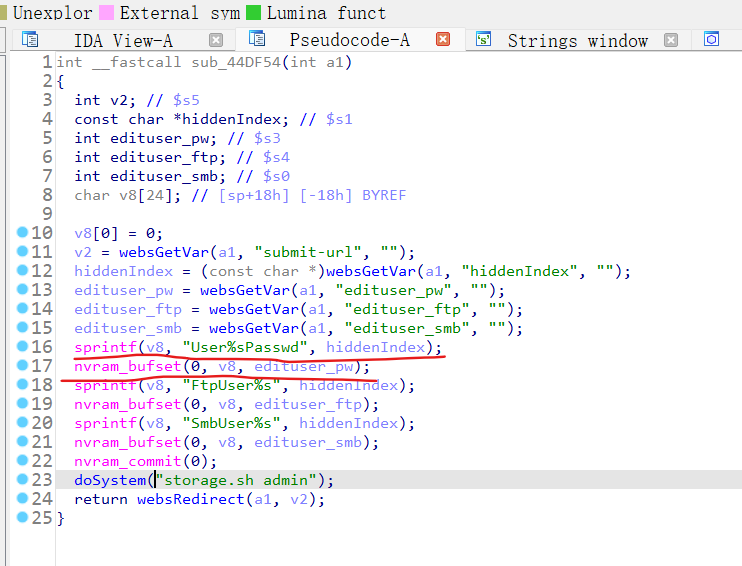 Unexplor External sym Lumina funct
IDA View-A Pseudocode-A Strings window
1 int __fastcall sub_44DF54(int a1)
2 {
3 int v2; // $s5
4 const char *hiddenIndex; // $s1
5 int edituser_pw; // $s3
6 int edituser_ftp; // $s4
7 int edituser_smb; // $s0
8 char v8[24]; // [sp+18h] [-18h] BYREF
9
10 v8[0] = 0;
11 v2 = websGetVar(a1, "submit-url", "");
12 hiddenIndex = (const char *)websGetVar(a1, "hiddenIndex", "");
13 edituser_pw = websGetVar(a1, "edituser_pw", "");
14 edituser_ftp = websGetVar(a1, "edituser_ftp", "");
15 edituser_smb = websGetVar(a1, "edituser_smb", "");
16 sprintf(v8, "User%sPasswd", hiddenIndex);
17 nvram_bufset(0, v8, edituser_pw);
18 sprintf(v8, "FtpUser%s", hiddenIndex);
19 nvram_bufset(0, v8, edituser_ftp);
20 sprintf(v8, "SmbUser%s", hiddenIndex);
21 nvram_bufset(0, v8, edituser_smb);
22 nvram_commit(0);
23 doSystem("storage.sh admin");
24 return websRedirect(a1, v2);
25 }